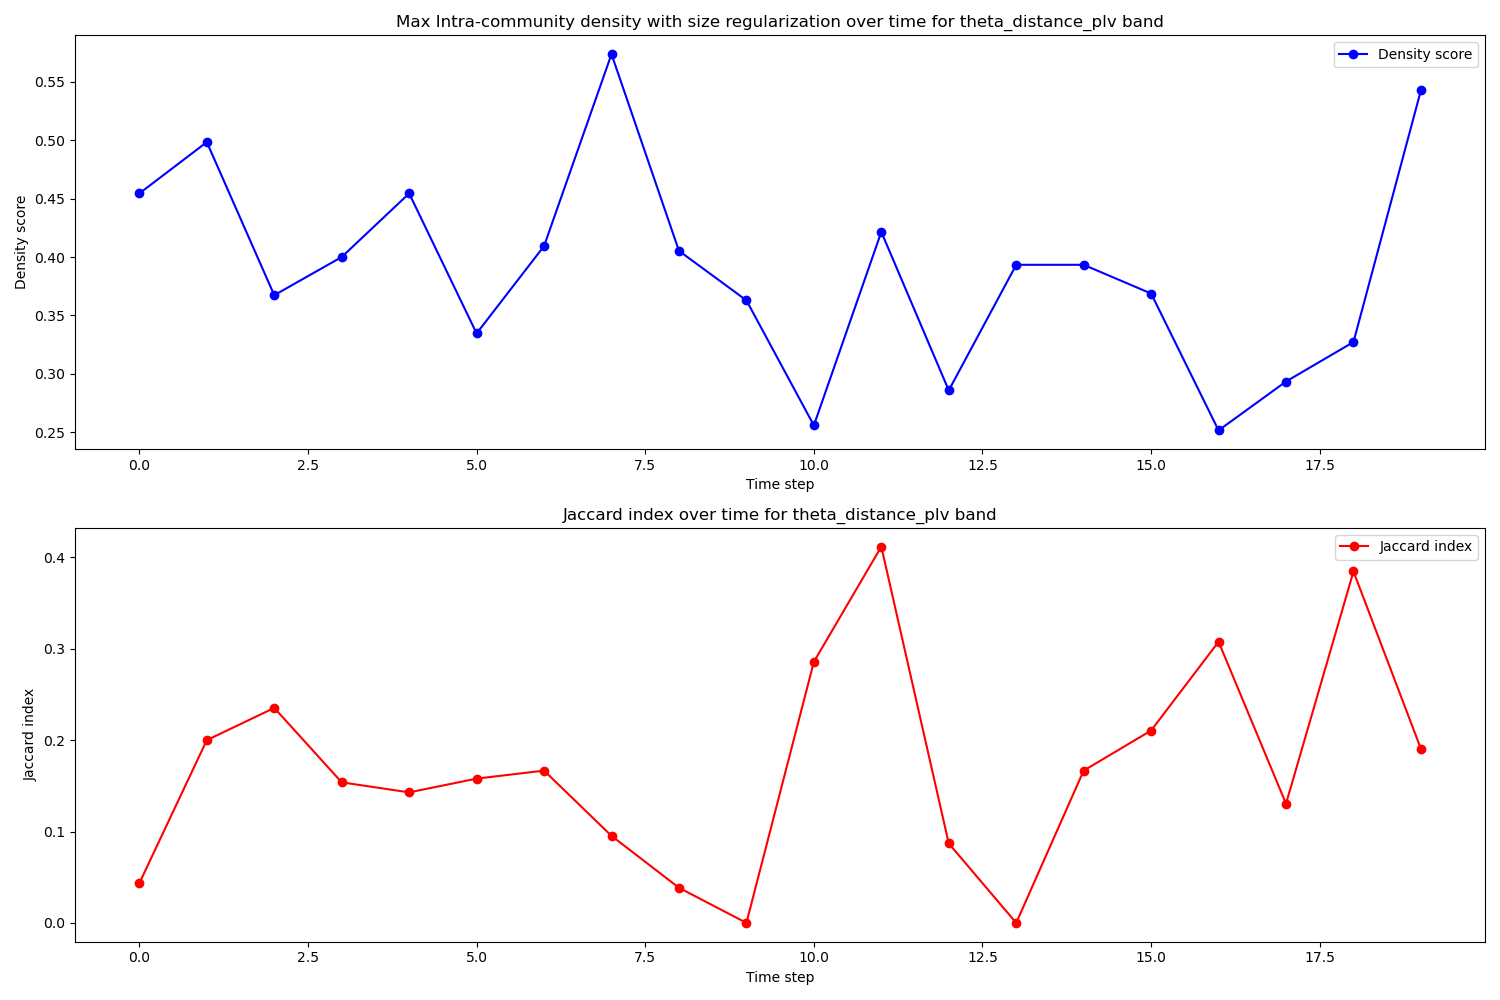 Max Intra-community density with size regularization over time for theta_distance_plv band
Density score
Density score
0.55
0.50
0.45
0.40
0.35
0.30
0.25
0.0 2.5 5.0 7.5 10.0 12.5 15.0 17.5
Time step
Jaccard index over time for theta_distance_plv band
Jaccard index
Jaccard index
0.4
0.3
0.2
0.1
0.0
0.0 2.5 5.0 7.5 10.0 12.5 15.0 17.5
Time step